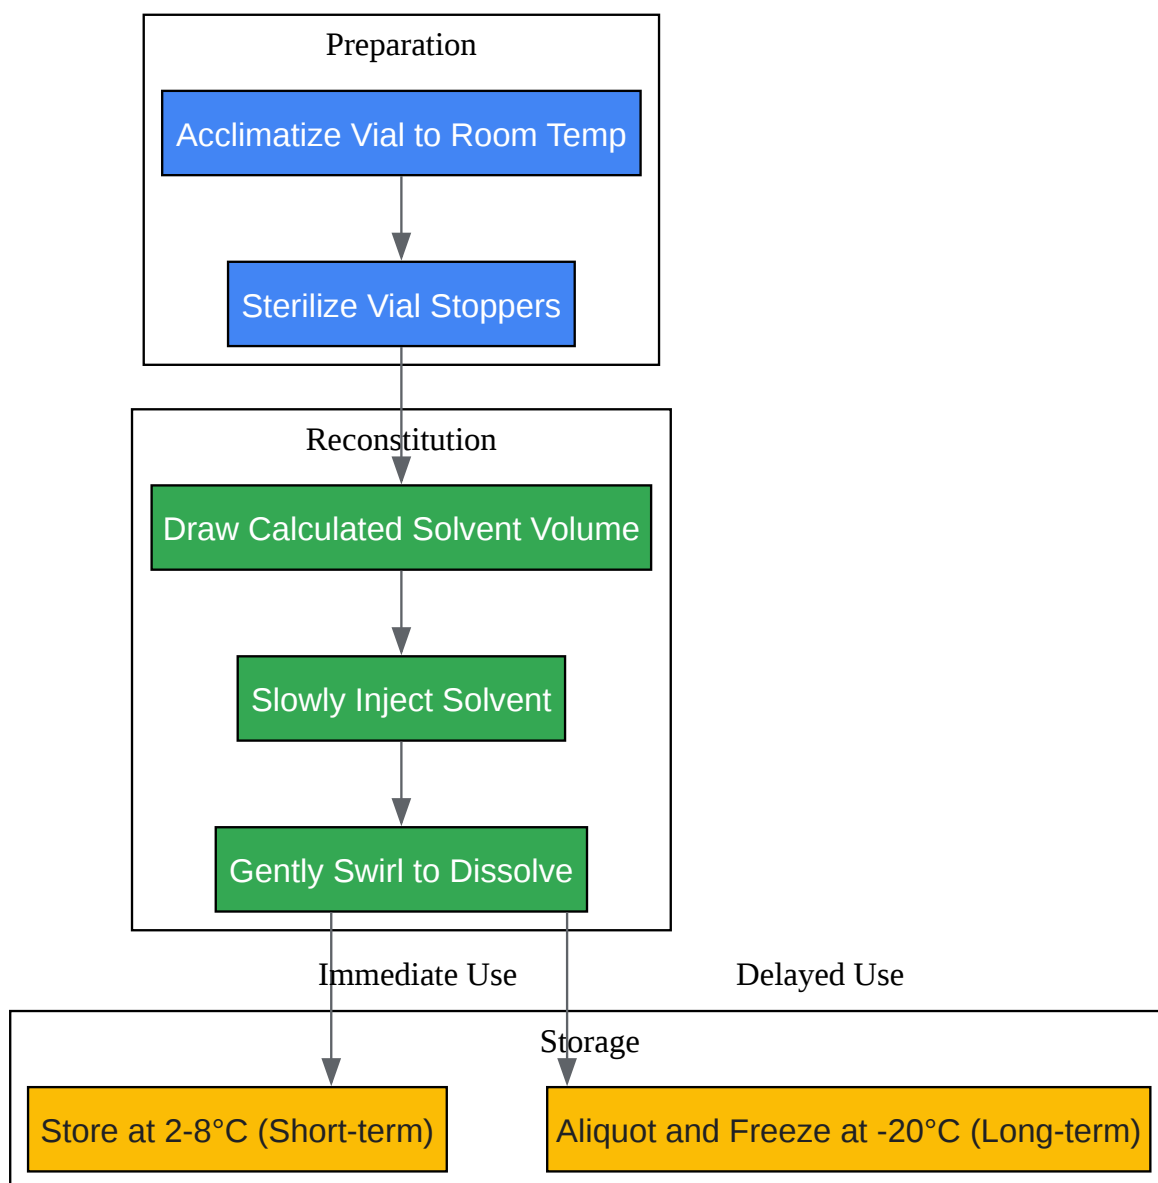 Preparation
Acclimatize Vial to Room Temp
Sterilize Vial Stoppers
Reconstitution
Draw Calculated Solvent Volume
Slowly Inject Solvent
Gently Swirl to Dissolve
Immediate Use
Delayed Use
Storage
Store at 2-8°C (Short-term)
Aliquot and Freeze at -20°C (Long-term)